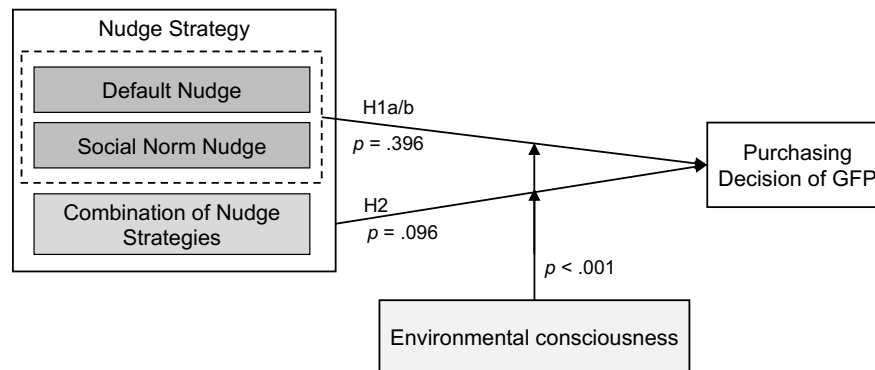 Nudge Strategy
Default Nudge
Social Norm Nudge
Combination of Nudge
Strategies
H1a/b
p = .396
H2
p = .096
p < .001
Purchasing
Decision of GFP
Environmental consciousness